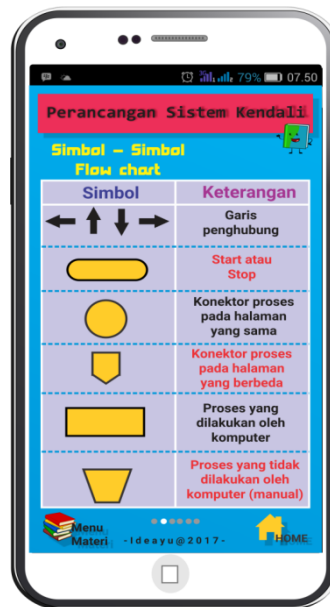 79% 07.50
Perancangan Sistem Kendali
Simbol - Simbol
Flow chart
Simbol
Keterangan
Garis
penghubung
Start atau
Stop
Konektor proses
pada halaman
yang sama
Konektor proses
pada halaman
yang berbeda
Proses yang
dilakukan oleh
komputer
Proses yang tidak
dilakukan oleh
komputer (manual)
Menu
Materi
-Ideayu@2017-
HOME